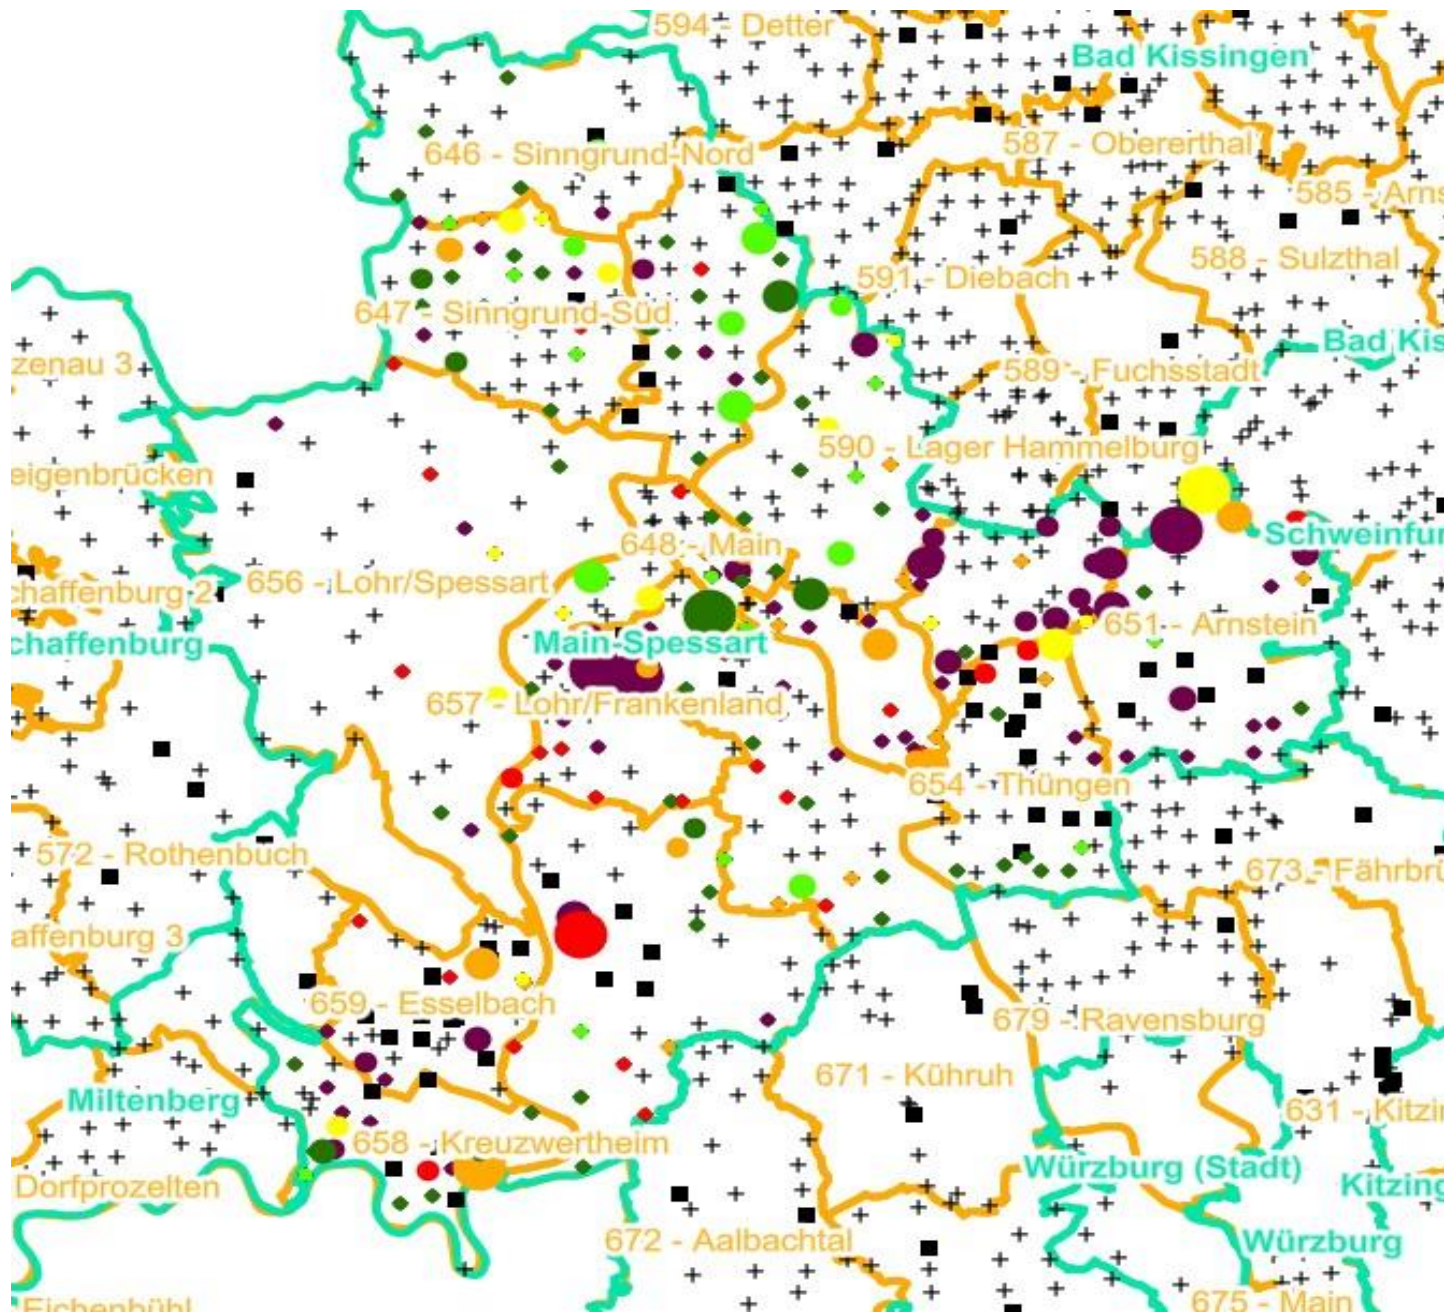 594 - Detter
Bad Kissingen
587 - Oberethal
646 - Sinngrund-Nord
585 - Arns
588 - Sulzthal
591 - Diebach
647 - Sinngrund-Süd
Bad Kis
zenau 3
589 - Fuchsstadt
590 - Lager Hammelburg
eigenbrücken
Schweinfur
648 - Main
656 - Lohr/Spessart
chaffenburg 2
651 - Arnstein
Main-Spessart
chaffenburg
657 - Lohr/Frankenland
654 - Thüngen
572 - Rothenbuch
673 - Fährbrü
affenburg 3
659 - Esselbach
679 - Ravensburg
671 - Kühruh
Miltenberg
631 - Kitzin
658 - Kreuzwertheim
Würzburg (Stadt)
Dorfprozelten
Kitzing
672 - Aalbachtal
Würzburg
675 - Main
Eichenbühl